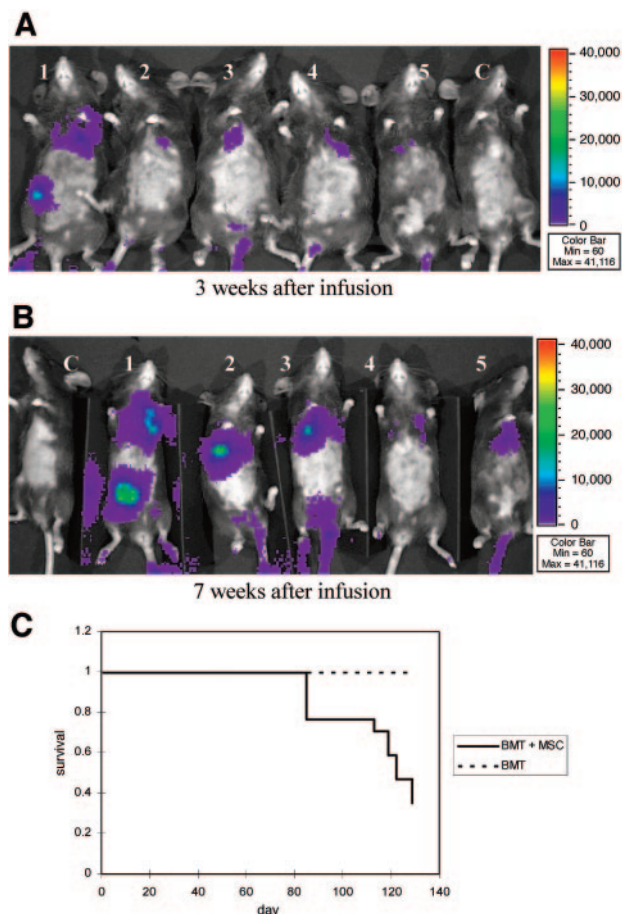 A
1 2 3 4 5 C
40,000
30,000
20,000
10,000
0
Color Bar
Min = 60
Max = 41,116
3 weeks after infusion
B
C 1 2 3 4 5
40,000
30,000
20,000
10,000
0
Color Bar
Min = 60
Max = 41,116
7 weeks after infusion
C
1.2
1
0.8
0.6
0.4
0.2
0
survival
0 20 40 60 80 100 120 140
day
BMT + MSC
BMT